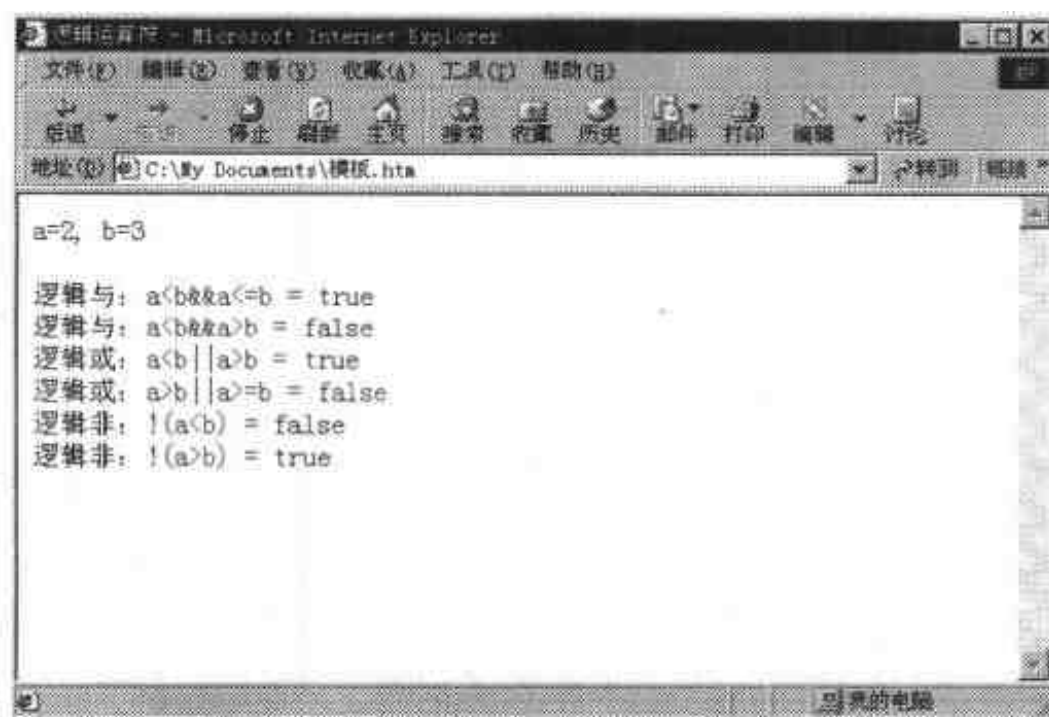 逻辑运算符 - Microsoft Internet Explorer
文件(F) 编辑(E) 查看(V) 收藏(A) 工具(T) 帮助(H)
后退 前进 停止 刷新 主页 搜索 收藏 历史 邮件 打印 编辑 讨论
地址(D) C:\My Documents\模板.htm 转到 链接 »
a=2, b=3
逻辑与: a<b&&a<=b = true
逻辑与: a<b&&a>b = false
逻辑或: a<b||a>b = true
逻辑或: a>b||a>=b = false
逻辑非: !(a<b) = false
逻辑非: !(a>b) = true
我的电脑